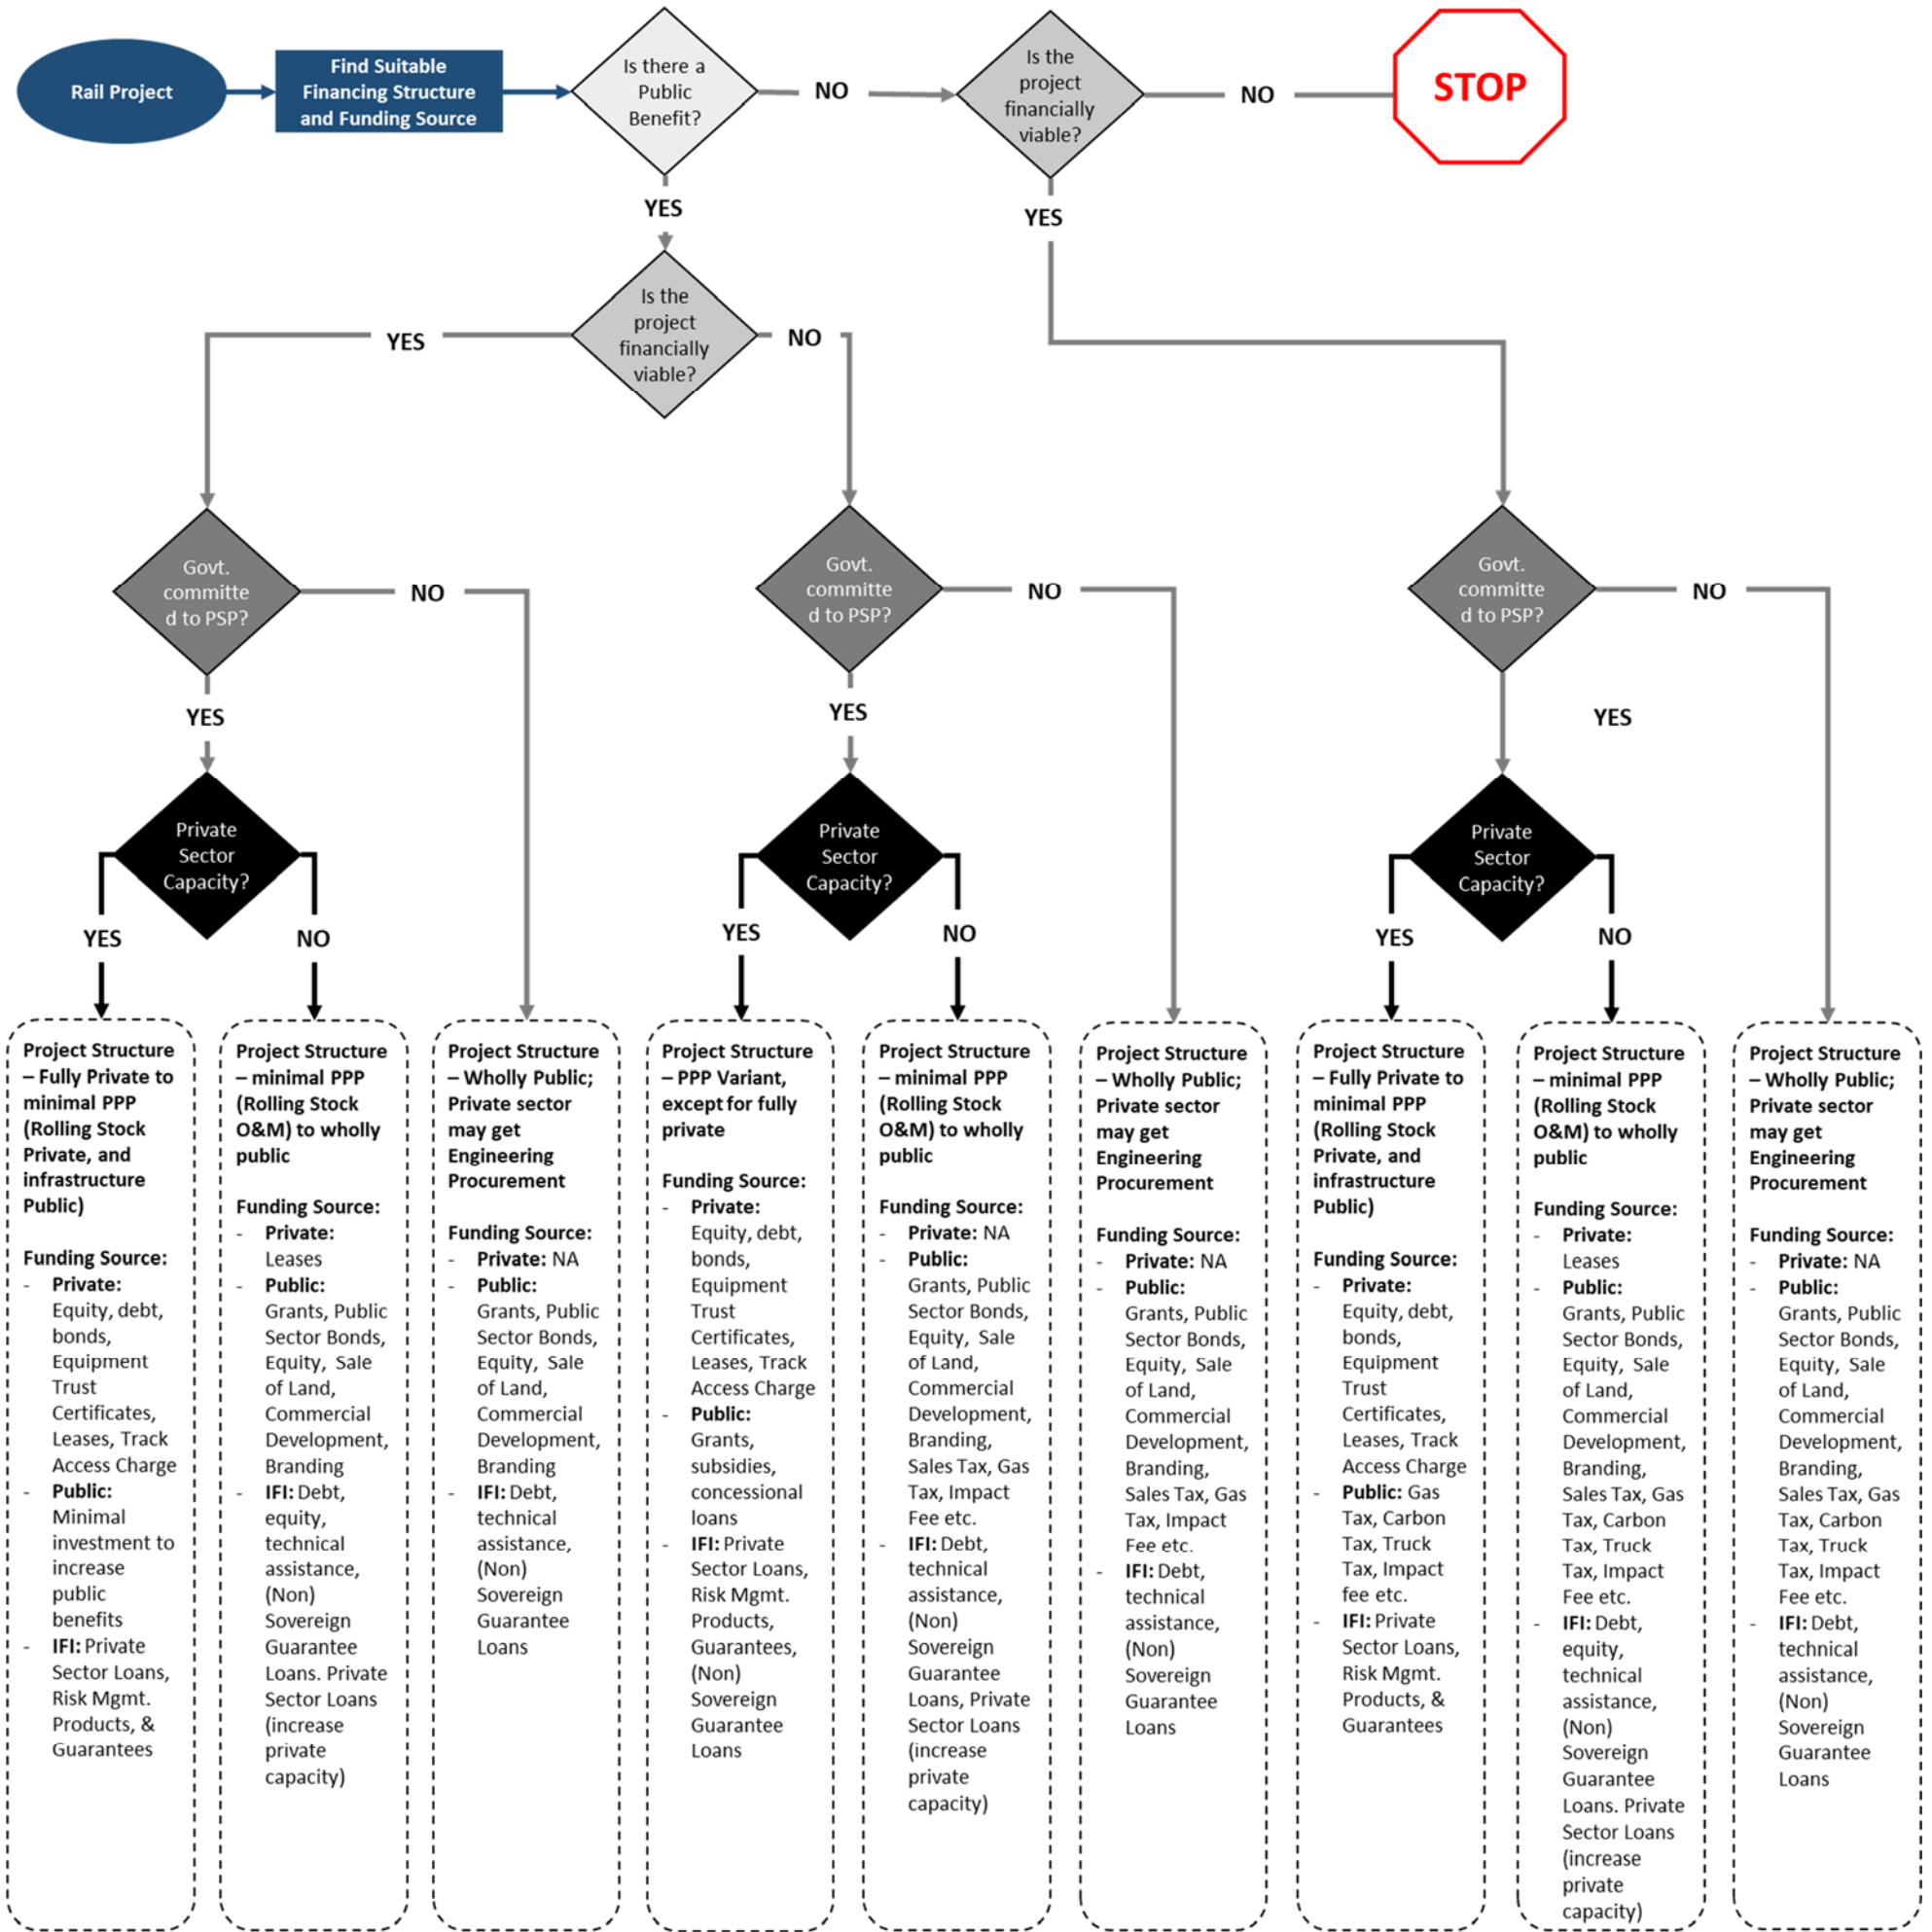 Rail Project
Find Suitable
Financing Structure
and Funding Source
Is there a
Public
Benefit?
NO
Is the
project
financially
viable?
NO
STOP
YES
YES
Is the
project
financially
viable?
YES
NO
Govt.
committe
d to PSP?
NO
Govt.
committe
d to PSP?
NO
Govt.
committe
d to PSP?
NO
YES
YES
YES
Private
Sector
Capacity?
Private
Sector
Capacity?
Private
Sector
Capacity?
YES
NO
YES
NO
YES
NO
Project Structure
– Fully Private to
minimal PPP
(Rolling Stock
Private, and
infrastructure
Public)
Funding Source:
- Private:
Equity, debt,
bonds,
Equipment
Trust
Certificates,
Leases, Track
Access Charge
- Public:
Minimal
investment to
increase
public
benefits
- IFI: Private
Sector Loans,
Risk Mgmt.
Products, &
Guarantees
Project Structure
– minimal PPP
(Rolling Stock
O&M) to wholly
public
Funding Source:
- Private:
Leases
- Public:
Grants, Public
Sector Bonds,
Equity, Sale
of Land,
Commercial
Development,
Branding
- IFI: Debt,
equity,
technical
assistance,
(Non)
Sovereign
Guarantee
Loans. Private
Sector Loans
(increase
private
capacity)
Project Structure
– Wholly Public;
Private sector
may get
Engineering
Procurement
Funding Source:
- Private: NA
- Public:
Grants, Public
Sector Bonds,
Equity, Sale
of Land,
Commercial
Development,
Branding
- IFI: Debt,
technical
assistance,
(Non)
Sovereign
Guarantee
Loans
Project Structure
– PPP Variant,
except for fully
private
Funding Source:
- Private:
Equity, debt,
bonds,
Equipment
Trust
Certificates,
Leases, Track
Access Charge
- Public:
Grants,
subsidies,
concessional
loans
- IFI: Private
Sector Loans,
Risk Mgmt.
Products,
Guarantees,
(Non)
Sovereign
Guarantee
Loans
Project Structure
– minimal PPP
(Rolling Stock
O&M) to wholly
public
Funding Source:
- Private: NA
- Public:
Grants, Public
Sector Bonds,
Equity, Sale
of Land,
Commercial
Development,
Branding,
Sales Tax, Gas
Tax, Impact
Fee etc.
- IFI: Debt,
technical
assistance,
(Non)
Sovereign
Guarantee
Loans, Private
Sector Loans
(increase
private
capacity)
Project Structure
– Wholly Public;
Private sector
may get
Engineering
Procurement
Funding Source:
- Private: NA
- Public:
Grants, Public
Sector Bonds,
Equity, Sale
of Land,
Commercial
Development,
Branding,
Sales Tax, Gas
Tax, Impact
Fee etc.
- IFI: Debt,
technical
assistance,
(Non)
Sovereign
Guarantee
Loans
Project Structure
– Fully Private to
minimal PPP
(Rolling Stock
Private, and
infrastructure
Public)
Funding Source:
- Private:
Equity, debt,
bonds,
Equipment
Trust
Certificates,
Leases, Track
Access Charge
- Public: Gas
Tax, Carbon
Tax, Truck
Tax, Impact
fee etc.
- IFI: Private
Sector Loans,
Risk Mgmt.
Products, &
Guarantees
Project Structure
– minimal PPP
(Rolling Stock
O&M) to wholly
public
Funding Source:
- Private:
Leases
- Public:
Grants, Public
Sector Bonds,
Equity, Sale
of Land,
Commercial
Development,
Branding,
Sales Tax, Gas
Tax, Carbon
Tax, Truck
Tax, Impact
Fee etc.
- IFI: Debt,
equity,
technical
assistance,
(Non)
Sovereign
Guarantee
Loans. Private
Sector Loans
(increase
private
capacity)
Project Structure
– Wholly Public;
Private sector
may get
Engineering
Procurement
Funding Source:
- Private: NA
- Public:
Grants, Public
Sector Bonds,
Equity, Sale
of Land,
Commercial
Development,
Branding,
Sales Tax, Gas
Tax, Carbon
Tax, Truck
Tax, Impact
Fee etc.
- IFI: Debt,
technical
assistance,
(Non)
Sovereign
Guarantee
Loans